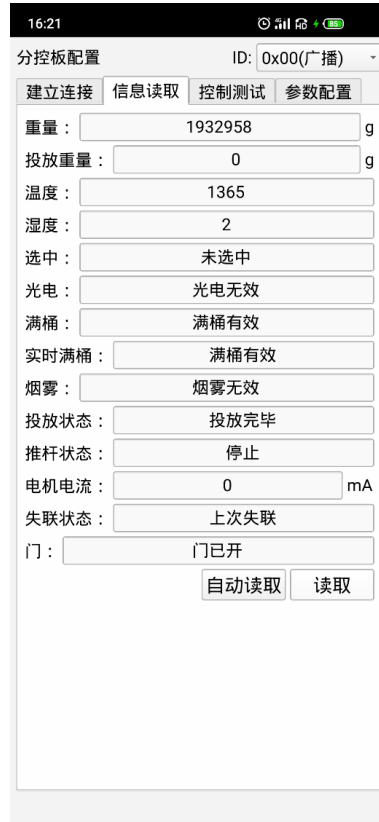 16:21 85
分控板配置 ID: 0x00(广播)
建立连接 信息读取 控制测试 参数配置
重量： 1932958 g
投放重量： 0 g
温度： 1365
湿度： 2
选中： 未选中
光电： 光电无效
满桶： 满桶有效
实时满桶： 满桶有效
烟雾： 烟雾无效
投放状态： 投放完毕
推杆状态： 停止
电机电流： 0 mA
失联状态： 上次失联
门： 门已开
自动读取 读取